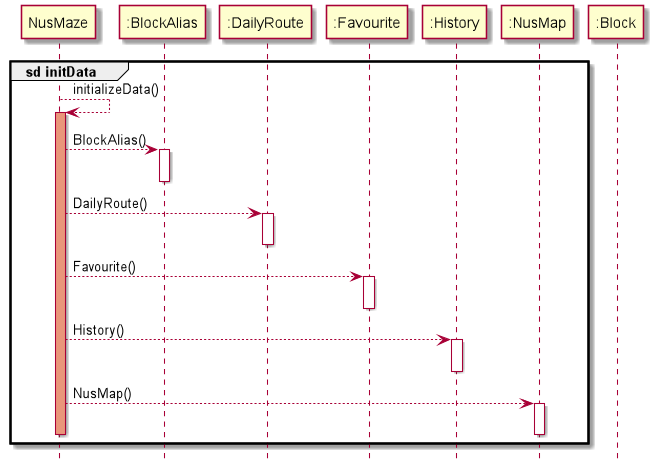 NusMaze :BlockAlias :DailyRoute :Favourite :History :NusMap :Block
sd initData
initializeData()
BlockAlias()
DailyRoute()
Favourite()
History()
NusMap()